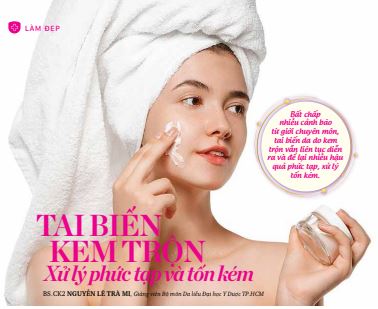 LÀM ĐẸP
Bất chấp
nhiều cảnh báo
từ giới chuyên môn,
tai biến da do kem
trộn vẫn liên tục diễn
ra và để lại nhiều hậu
quả phức tạp, xử lý
tốn kém.
TAI BIẾN
KEM TRỘN
Xử lý phức tạp và tốn kém
BS.CK2 NGUYỄN LÊ TRÀ MI, Giảng viên Bộ môn Da liễu Đại học Y Dược TP.HCM